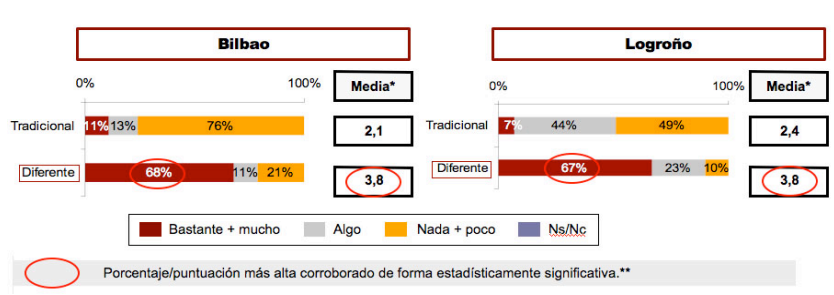 Bilbao
Logroño
0% 100% Media*
0% 100% Media*
Tradicional 11% 13% 76% 2,1
Tradicional 7% 44% 49% 2,4
Diferente 68% 11% 21% 3,8
Diferente 67% 23% 10% 3,8
Bastante + mucho Algo Nada + poco Ns/Nc
Porcentaje/puntuación más alta corroborado de forma estadísticamente significativa.**